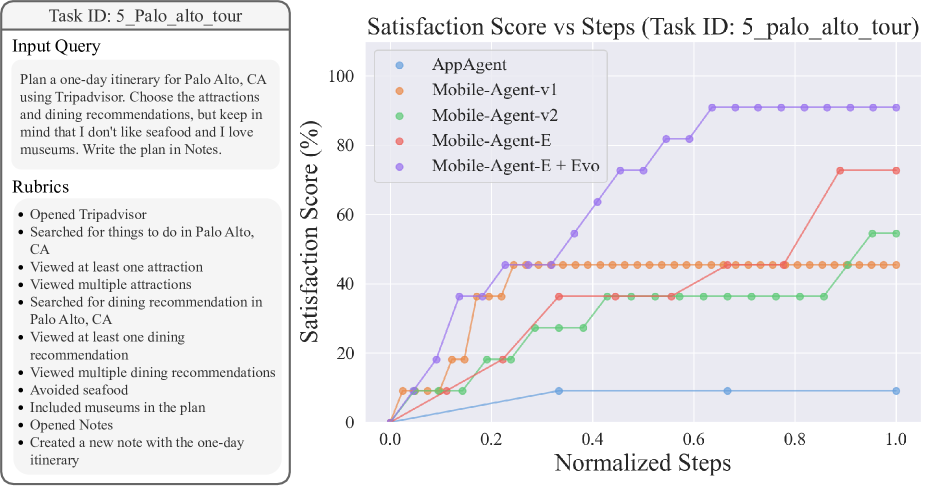 Task ID: 5_Palo_alto_tour
Input Query
Plan a one-day itinerary for Palo Alto, CA
using Tripadvisor. Choose the attractions
and dining recommendations, but keep in
mind that I don't like seafood and I love
museums. Write the plan in Notes.
Rubrics
• Opened Tripadvisor
• Searched for things to do in Palo Alto,
CA
• Viewed at least one attraction
• Viewed multiple attractions
• Searched for dining recommendation in
Palo Alto, CA
• Viewed at least one dining
recommendation
• Viewed multiple dining recommendations
• Avoided seafood
• Included museums in the plan
• Opened Notes
• Created a new note with the one-day
itinerary
Satisfaction Score vs Steps (Task ID: 5_palo_alto_tour)
AppAgent
Mobile-Agent-v1
Mobile-Agent-v2
Mobile-Agent-E
Mobile-Agent-E + Evo
Satisfaction Score (%)
100
80
60
40
20
0
0.0 0.2 0.4 0.6 0.8 1.0
Normalized Steps